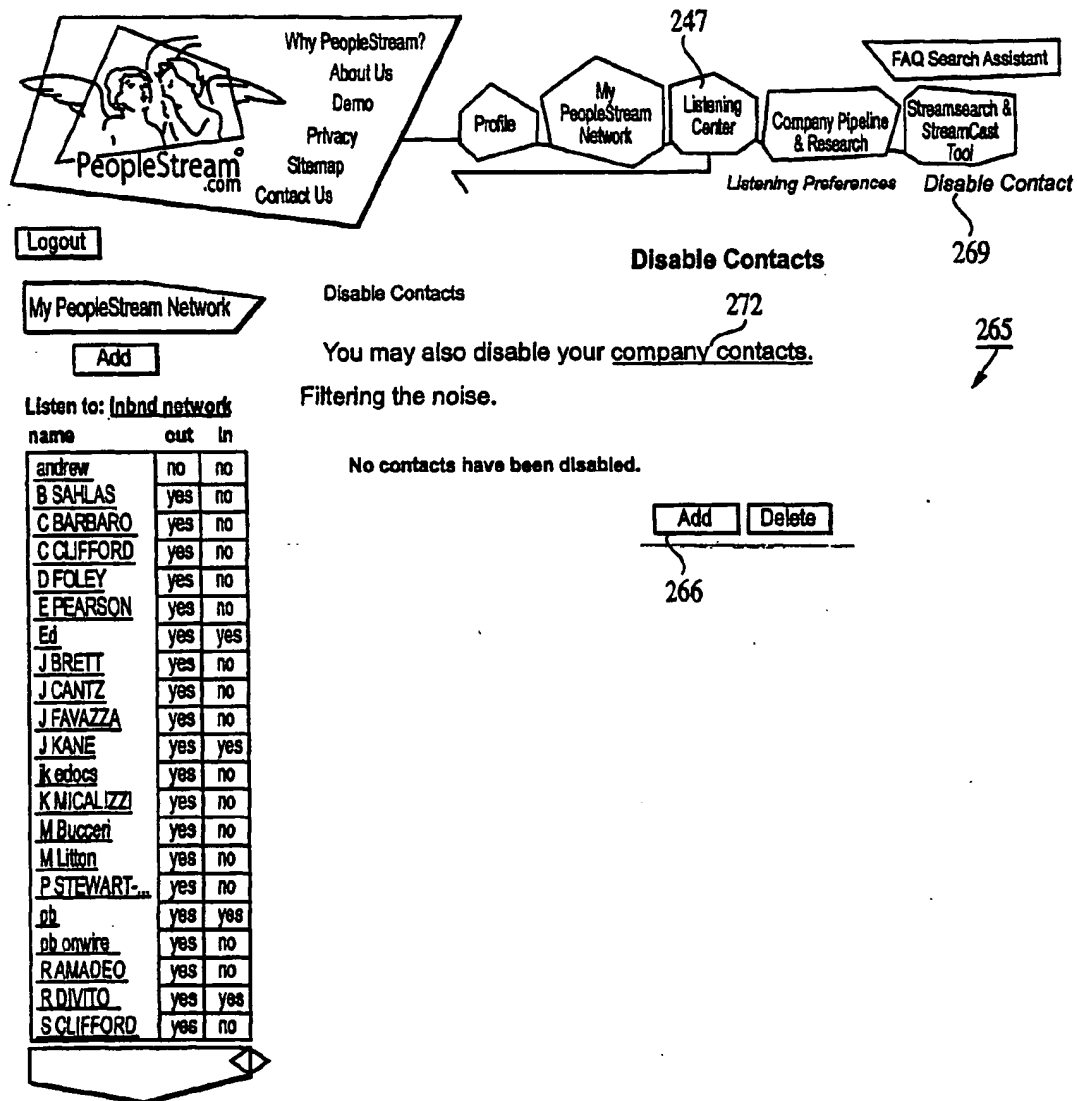 Why PeopleStream?
About Us
Demo
Privacy
Sitemap
Contact Us
PeopleStream
.com
247
FAQ Search Assistant
Profile
My
PeopleStream
Network
Listening
Center
Company Pipeline
& Research
Streamsearch &
StreamCast
Tool
Listening Preferences
Disable Contact
269
Logout
Disable Contacts
My PeopleStream Network
Disable Contacts
272
Add
You may also disable your company contacts.
265
Filtering the noise.
Listen to: Inbnd network
name out in
No contacts have been disabled.
andrew no no
B SAHLAS yes no
C BARBARO yes no
C CLIFFORD yes no
D FOLEY yes no
E PEARSON yes no
Ed yes yes
J BRETT yes no
J CANTZ yes no
J FAVAZZA yes no
J KANE yes yes
jk edocs yes no
K MICALIZZI yes no
M Bucceri yes no
M Litton yes no
P STEWART-... yes no
pb yes yes
pb onwire yes no
R AMADEO yes no
R DIVITO yes yes
S CLIFFORD yes no
Add Delete
266